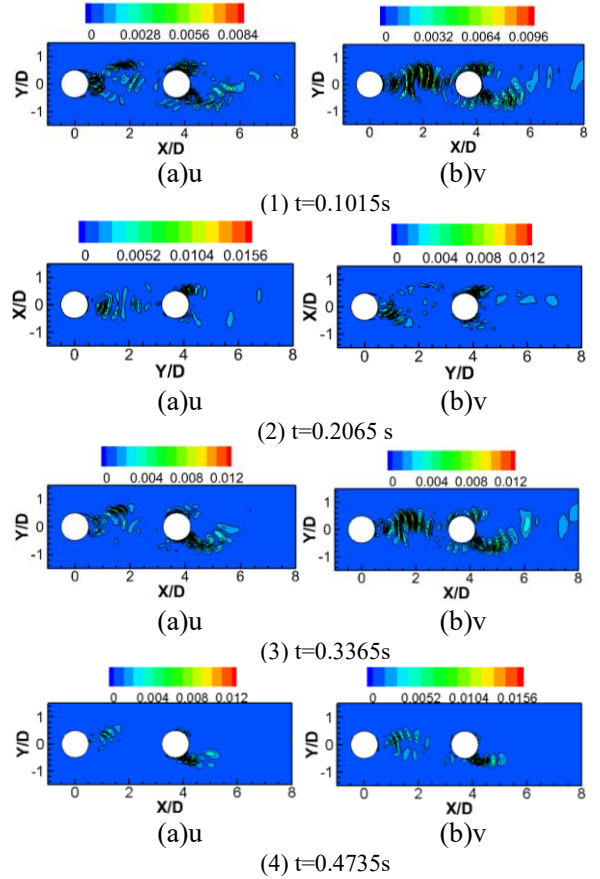 0 0.0028 0.0056 0.0084
0 0.0032 0.0064 0.0096
Y/D
1
0
-1
0 2 4 6 8
X/D
Y/D
1
0
-1
0 2 4 6 8
X/D
(a)u
(b)v
(1) t=0.1015s
0 0.0052 0.0104 0.0156
0 0.004 0.008 0.012
X/D
1
0
-1
0 2 4 6 8
Y/D
X/D
1
0
-1
0 2 4 6 8
Y/D
(a)u
(b)v
(2) t=0.2065 s
0 0.004 0.008 0.012
0 0.004 0.008 0.012
Y/D
1
0
-1
0 2 4 6 8
X/D
Y/D
1
0
-1
0 2 4 6 8
X/D
(a)u
(b)v
(3) t=0.3365s
0 0.004 0.008 0.012
0 0.0052 0.0104 0.0156
Y/D
1
0
-1
0 2 4 6 8
X/D
Y/D
1
0
-1
0 2 4 6 8
X/D
(a)u
(b)v
(4) t=0.4735s